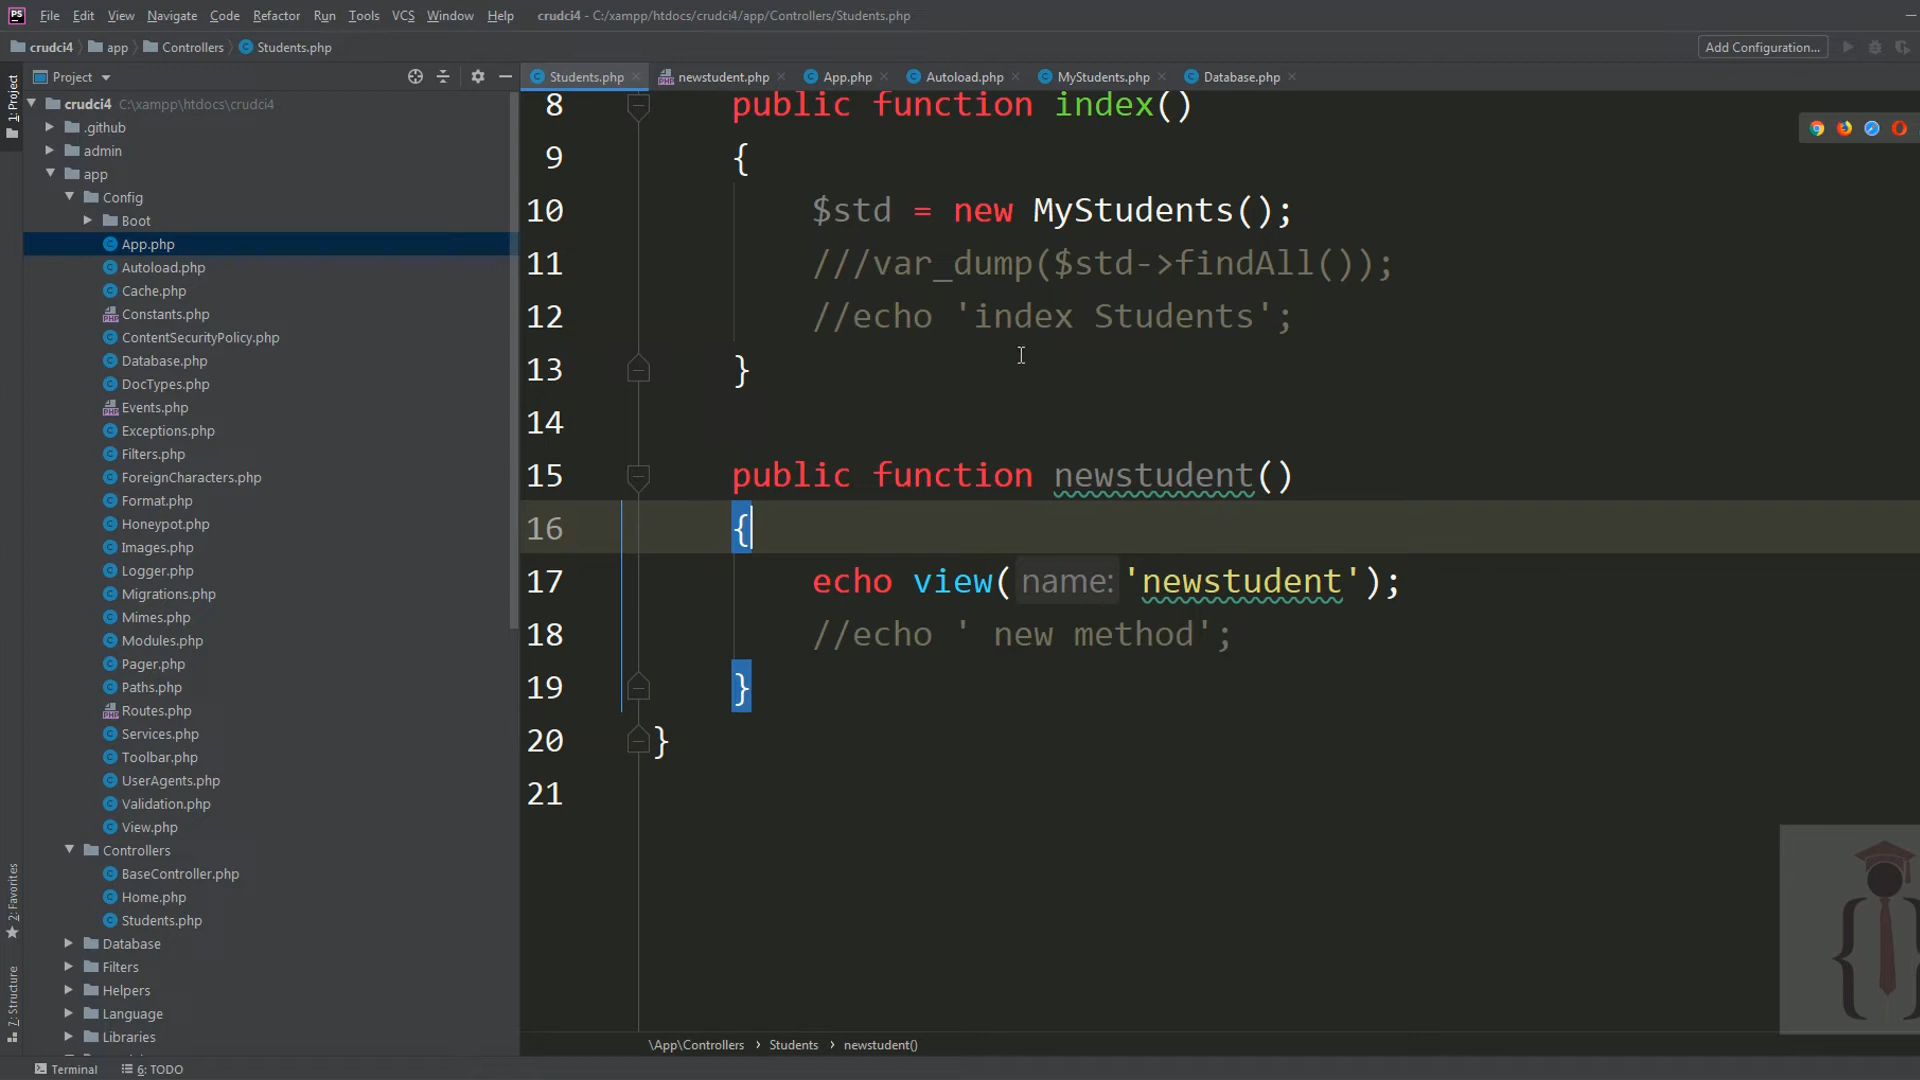 PS File Edit View Navigate Code Refactor Run Tools VCS Window Help crudci4 - C:/xampp/htdocs/crudci4/app/Controllers/Students.php
crudci4 app Controllers Students.php Add Configuration...
Project
Students.php newstudent.php App.php Autoload.php MyStudents.php Database.php
1: Project
2: Favorites
7: Structure
crudci4 C:\xampp\htdocs\crudci4
.github
admin
app
Config
Boot
App.php
Autoload.php
Cache.php
Constants.php
ContentSecurityPolicy.php
Database.php
DocTypes.php
Events.php
Exceptions.php
Filters.php
ForeignCharacters.php
Format.php
Honeypot.php
Images.php
Logger.php
Migrations.php
Mimes.php
Modules.php
Pager.php
Paths.php
Routes.php
Services.php
Toolbar.php
UserAgents.php
Validation.php
View.php
Controllers
BaseController.php
Home.php
Students.php
Database
Filters
Helpers
Language
Libraries
8 public function index()
9 {
10 $std = new MyStudents();
11 ///var_dump($std->findAll());
12 //echo 'index Students';
13 }
14
15 public function newstudent()
16 {
17 echo view( name: 'newstudent');
18 //echo ' new method';
19 }
20 }
21
\App\Controllers › Students › newstudent()
Terminal 6: TODO